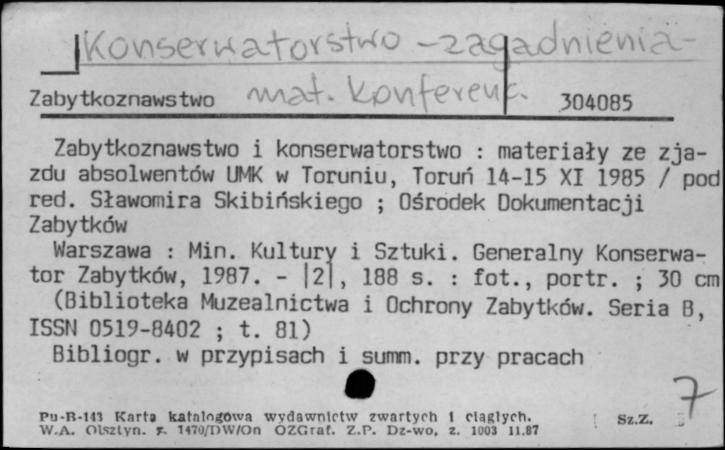 Konserwatorstwo - zagadnienia -
mat. konferenc.
Zabytkoznawstwo 304085
Zabytkoznawstwo i konserwatorstwo : materiały ze zja-
zdu absolwentów UMK w Toruniu, Toruń 14-15 XI 1985 / pod
red. Sławomira Skibińskiego ; Ośrodek Dokumentacji
Zabytków
Warszawa : Min. Kultury i Sztuki. Generalny Konserwa-
tor Zabytków, 1987. - |2|, 188 s. : fot., portr. ; 30 cm
(Biblioteka Muzealnictwa i Ochrony Zabytków. Seria B,
ISSN 0519-8402 ; t. 81)
Bibliogr. w przypisach i summ. przy pracach
7
Pu-B-143 Karta katalogowa wydawnictw zwartych i ciągłych. Sz.Z.
W.A. Olsztyn. z. 1470/DW/On OZGraf. Z.P. Dz-wo, z. 1003 11.87